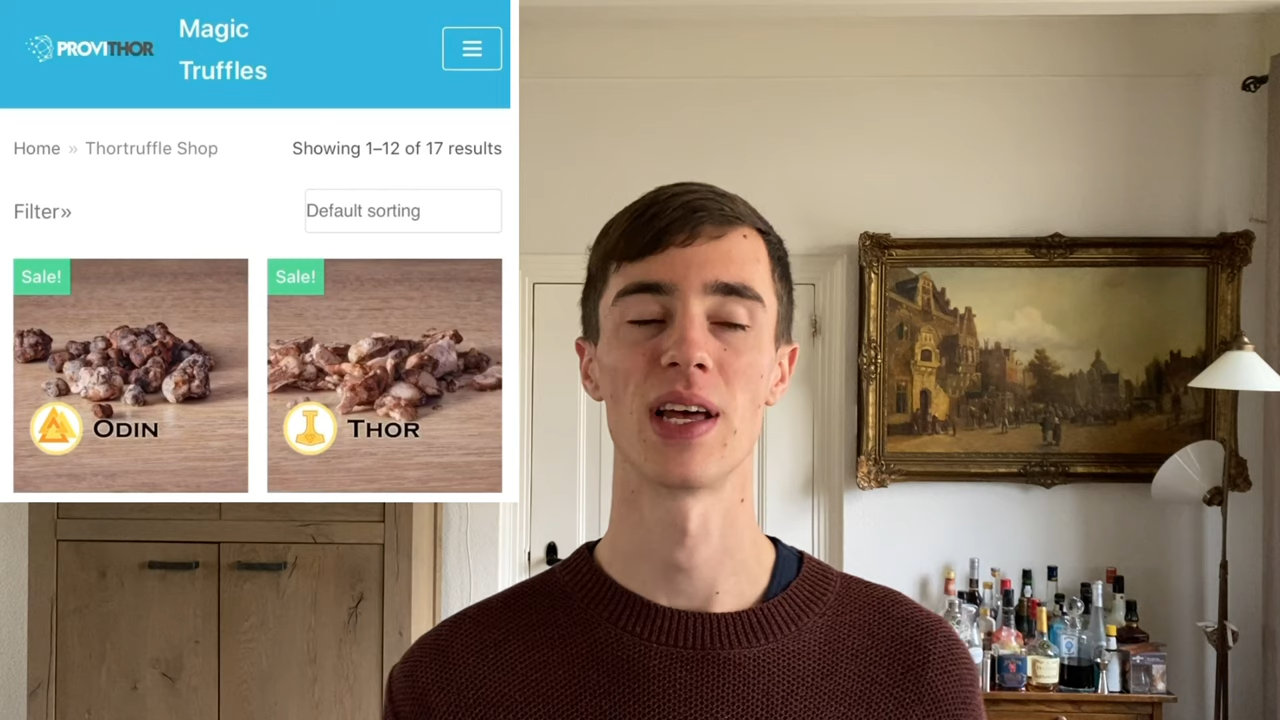 PROVITHOR
Magic
Truffles
Home » Thortruffle Shop
Showing 1–12 of 17 results
Filter»
Default sorting
Sale!
Sale!
ODIN
THOR